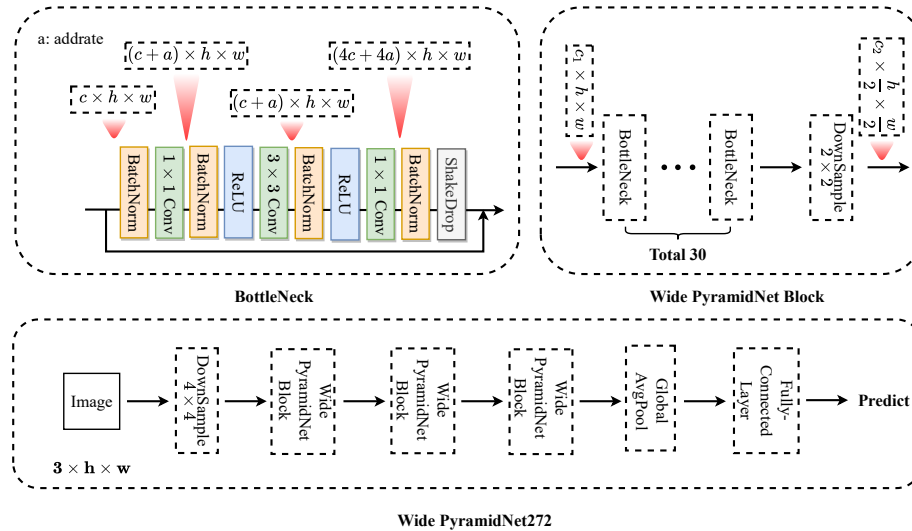 a: addrate
c × h × w
(c + a) × h × w
(c + a) × h × w
(4c + 4a) × h × w
BatchNorm
1 × 1 Conv
BatchNorm
ReLU
3 × 3 Conv
BatchNorm
ReLU
1 × 1 Conv
BatchNorm
ShakeDrop
BottleNeck
c₁ × h × w
BottleNeck
BottleNeck
DownSample
2 × 2
c₂ × h/2 × w/2
Total 30
Wide PyramidNet Block
Image
3 × h × w
DownSample
4 × 4
Wide
PyramidNet
Block
Wide
PyramidNet
Block
Wide
PyramidNet
Block
Global
AvgPool
Fully-
Connected
Layer
Predict
Wide PyramidNet272